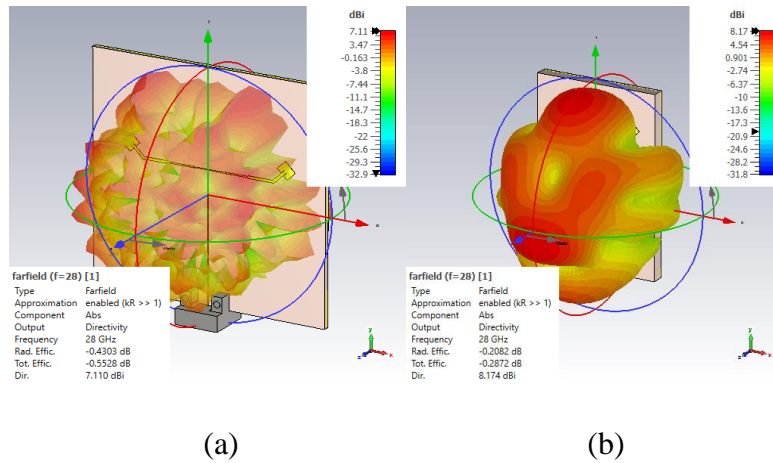 dBi
7.11
3.47
-0.163
-3.8
-7.44
-11.1
-14.7
-18.4
-22
-25.6
-29.3
-32.9
y
x
farfield (f=28) [1]
Type Farfield
Approximation enabled (kR >> 1)
Component Abs
Output Directivity
Frequency 28 GHz
Rad. Effic. -0.4303 dB
Tot. Effic. -0.5528 dB
Dir. 7.110 dBi
y
z x
(a)
dBi
8.17
4.54
0.901
-2.74
-6.37
-10
-13.6
-17.3
-20.9
-24.5
-28.2
-31.8
x
farfield (f=28) [1]
Type Farfield
Approximation enabled (kR >> 1)
Component Abs
Output Directivity
Frequency 28 GHz
Rad. Effic. -0.2082 dB
Tot. Effic. -0.2872 dB
Dir. 8.174 dBi
y
z x
(b)